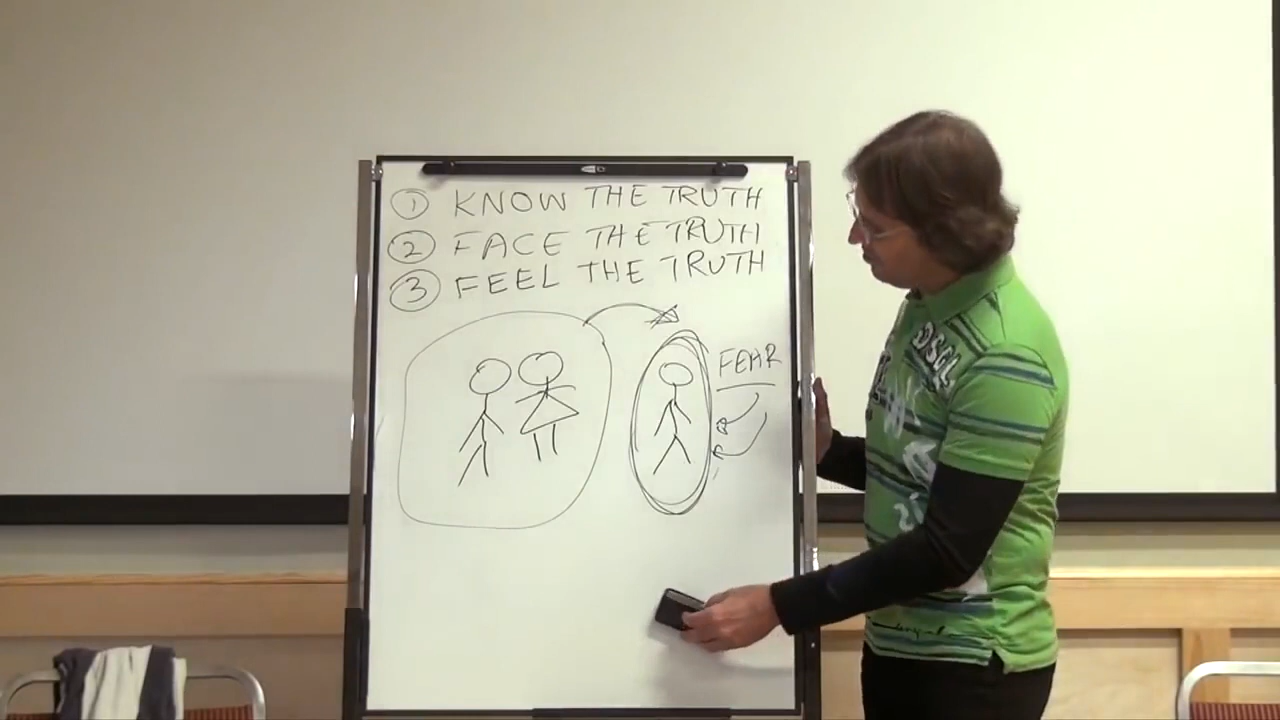 ① KNOW THE TRUTH
② FACE THE TRUTH
③ FEEL THE TRUTH
FEAR